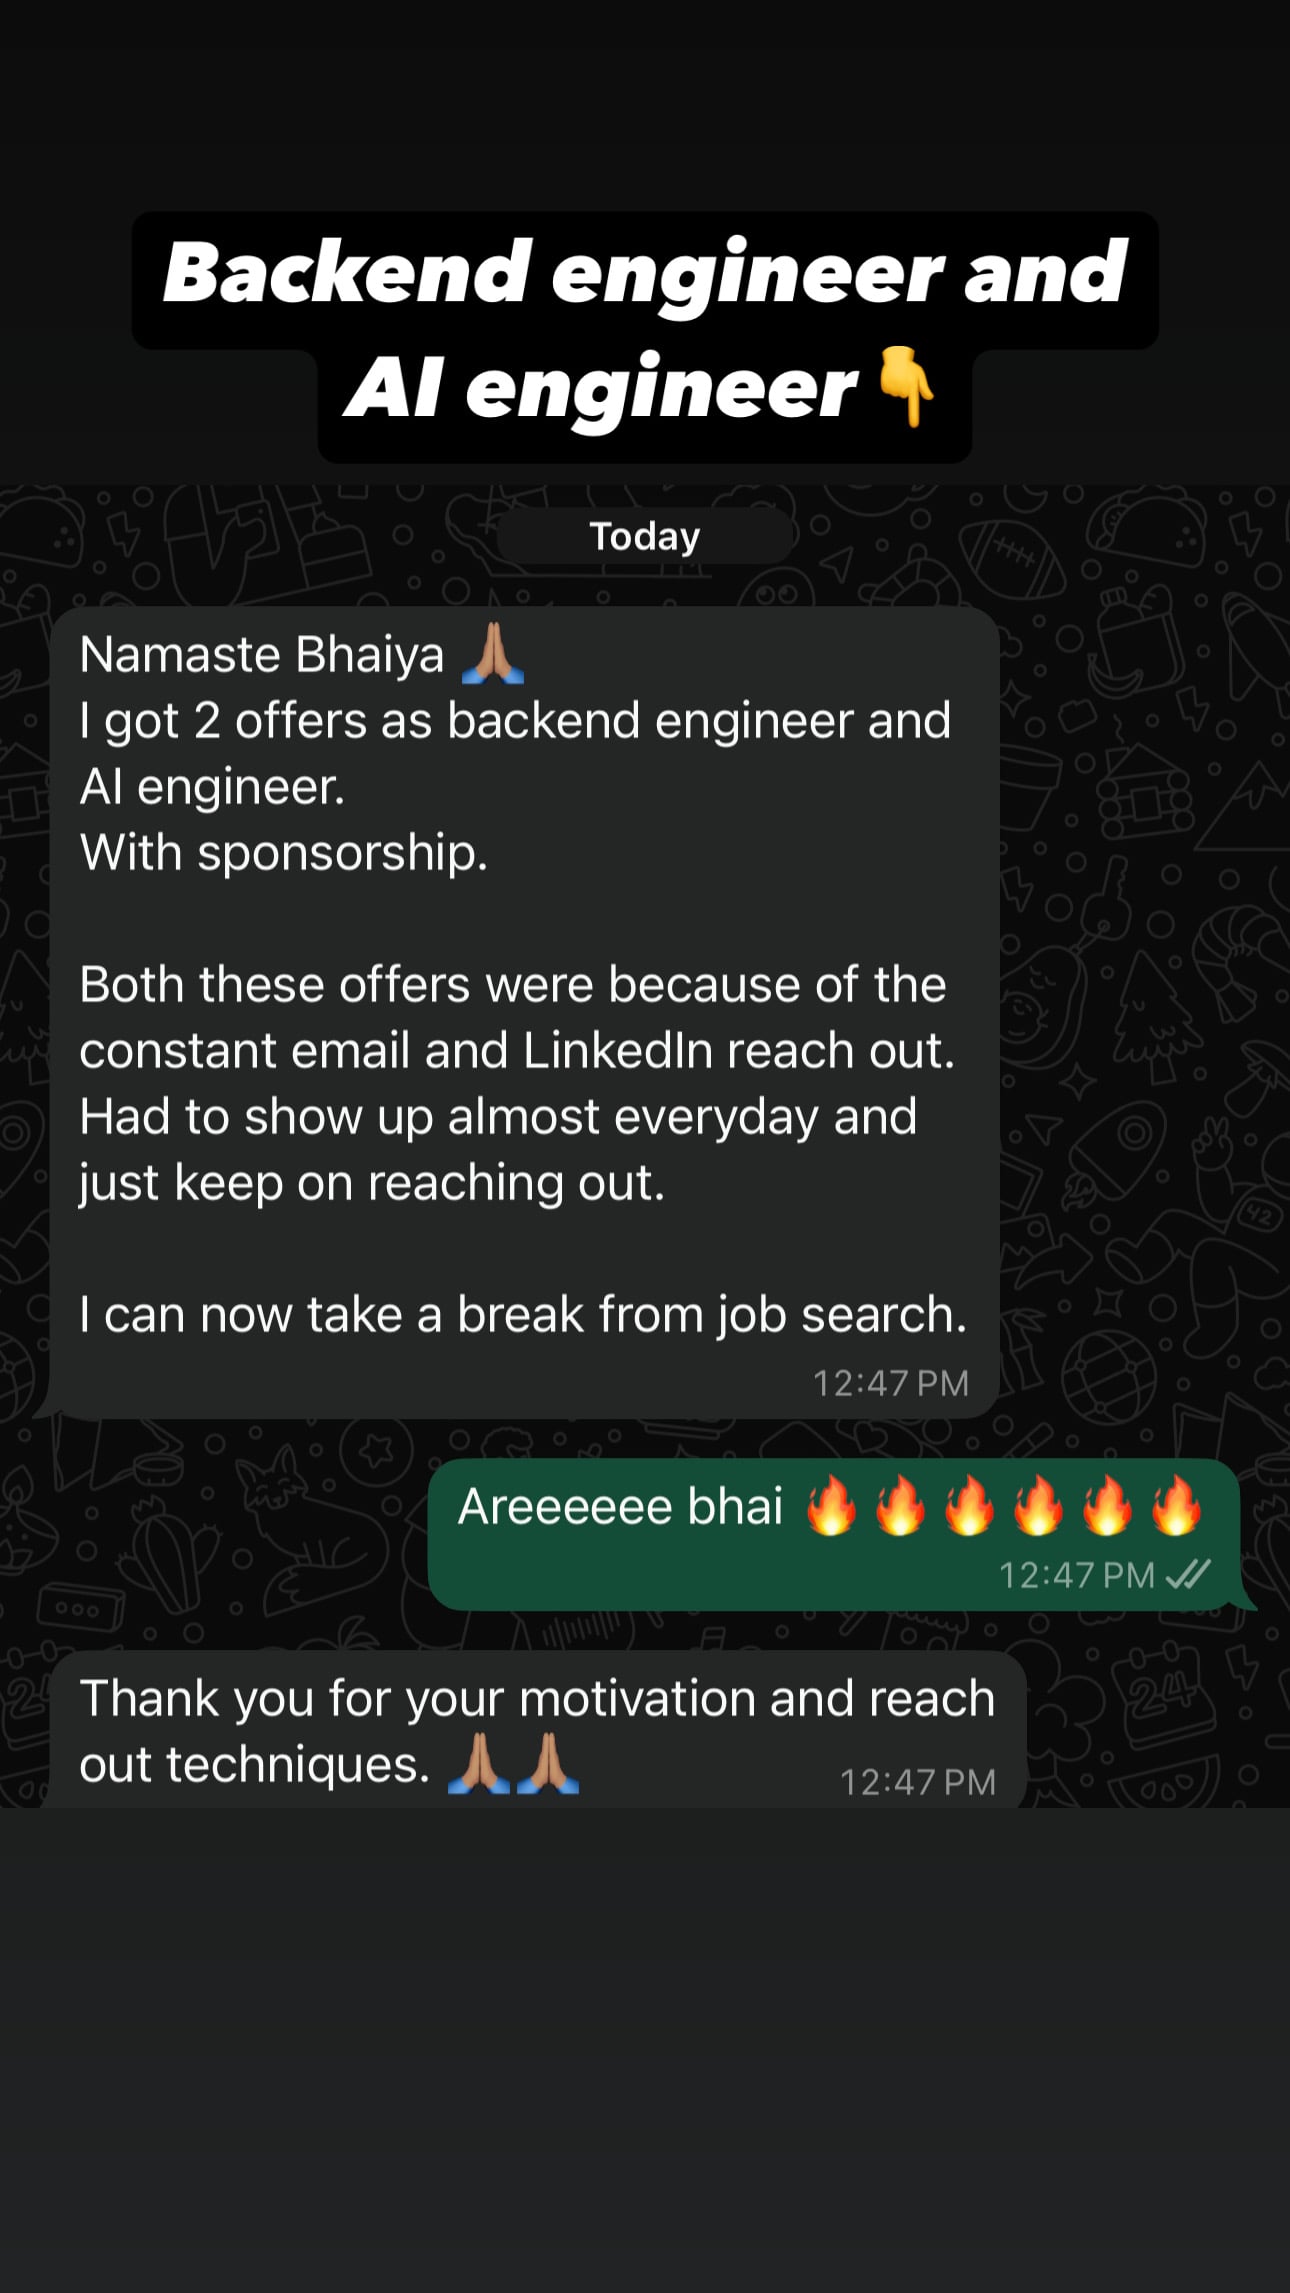 Backend engineer and
AI engineer👇
Today
Namaste Bhaiya 🙏🏽
I got 2 offers as backend engineer and
AI engineer.
With sponsorship.
Both these offers were because of the
constant email and LinkedIn reach out.
Had to show up almost everyday and
just keep on reaching out.
I can now take a break from job search.
12:47 PM
Areeeeee bhai 🔥🔥🔥🔥🔥🔥
12:47 PM
Thank you for your motivation and reach
out techniques. 🙏🏽🙏🏽
12:47 PM